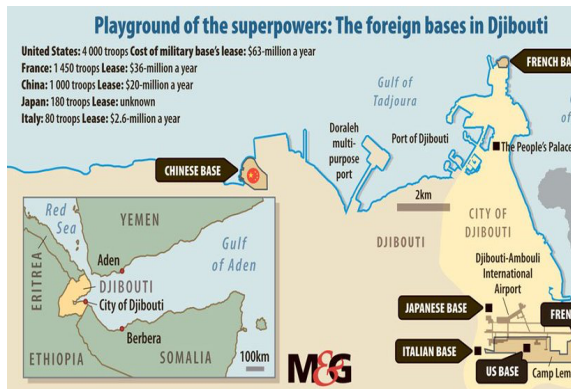 Playground of the superpowers: The foreign bases in Djibouti
United States: 4 000 troops Cost of military base's lease: $63-million a year
France: 1 450 troops Lease: $36-million a year
China: 1 000 troops Lease: $20-million a year
Japan: 180 troops Lease: unknown
Italy: 80 troops Lease: $2.6-million a year
FRENCH BA
Gulf of
Tadjoura
of
Doraleh
multi-
purpose
port
Port of Djibouti
The People's Palace
CHINESE BASE
2km
CITY OF
DJIBOUTI
DJIBOUTI
Djibouti-Ambouli
International
Airport
JAPANESE BASE
FREN
ITALIAN BASE
US BASE
Camp Lem
Red
Sea
YEMEN
Gulf
of Aden
Aden
ERITREA
DJIBOUTI
City of Djibouti
Berbera
ETHIOPIA
SOMALIA
100km
M&G